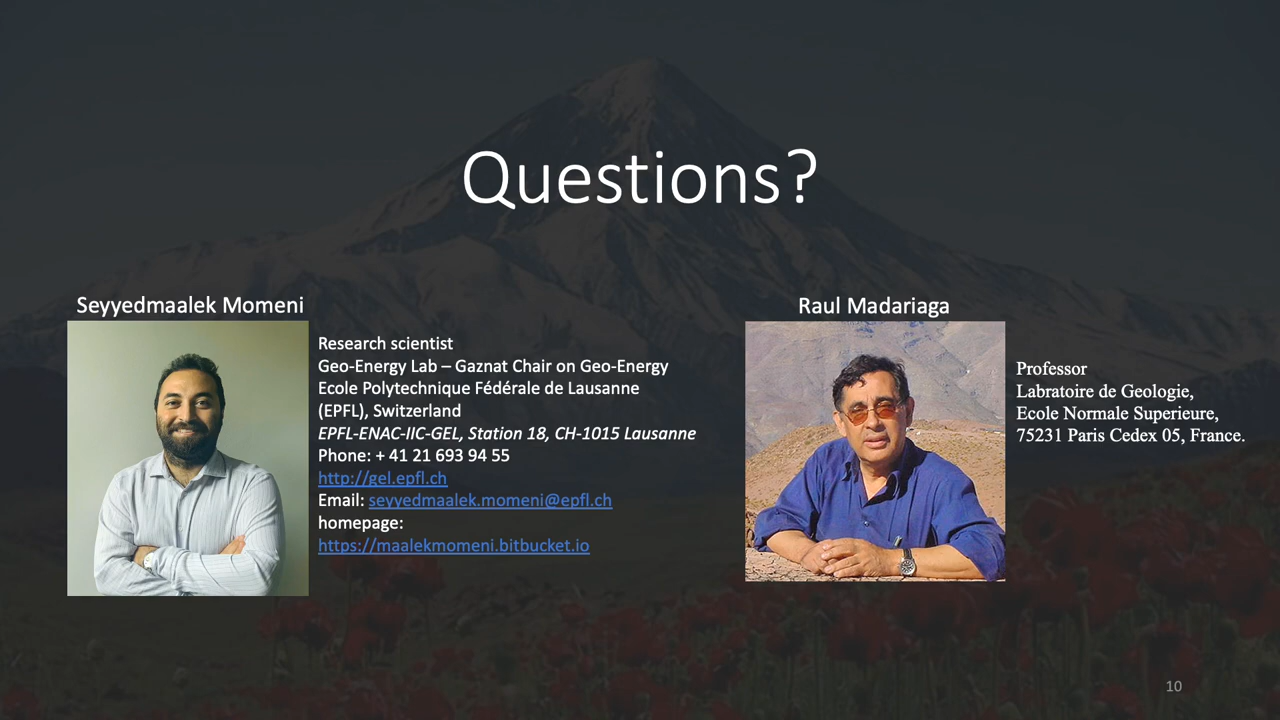 Questions?
Seyyedmaalek Momeni
Research scientist
Geo-Energy Lab – Gaznat Chair on Geo-Energy
Ecole Polytechnique Fédérale de Lausanne
(EPFL), Switzerland
EPFL-ENAC-IIC-GEL, Station 18, CH-1015 Lausanne
Phone: + 41 21 693 94 55
http://gel.epfl.ch
Email: seyyedmaalek.momeni@epfl.ch
homepage:
https://maalekmomeni.bitbucket.io
Raul Madariaga
Professor
Labratoire de Geologie,
Ecole Normale Superieure,
75231 Paris Cedex 05, France.
10